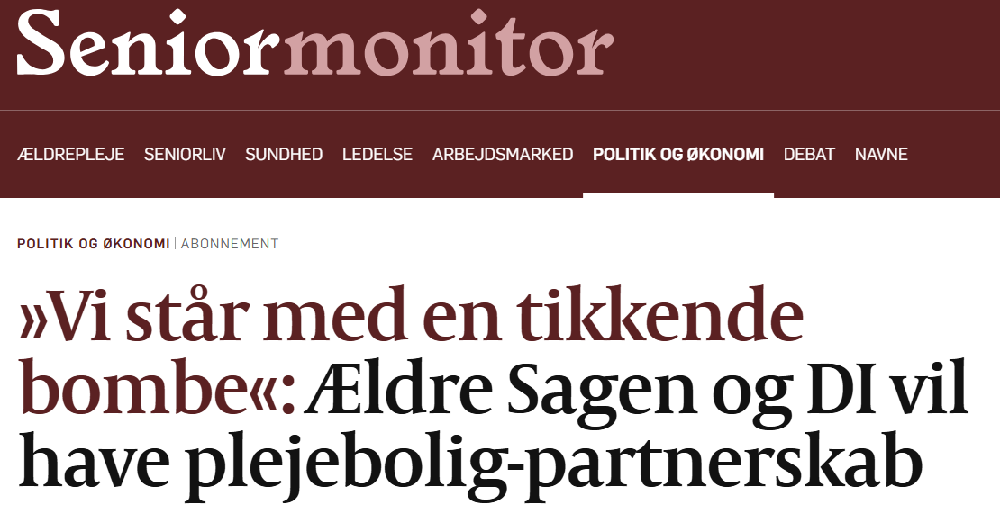 Seniormonitor
ÆLDREPLEJE SENIORLIV SUNDHED LEDELSE ARBEJDSMARKED POLITIK OG ØKONOMI DEBAT NAVNE
POLITIK OG ØKONOMI | ABONNEMENT
»Vi står med en tikkende
bombe«: Ældre Sagen og DI vil
have plejebolig-partnerskab